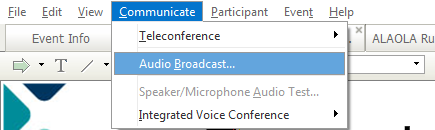 File Edit View Communicate Participant Event Help
Event Info ALAOLA Ru
Teleconference
T
Audio Broadcast...
Speaker/Microphone Audio Test...
Integrated Voice Conference